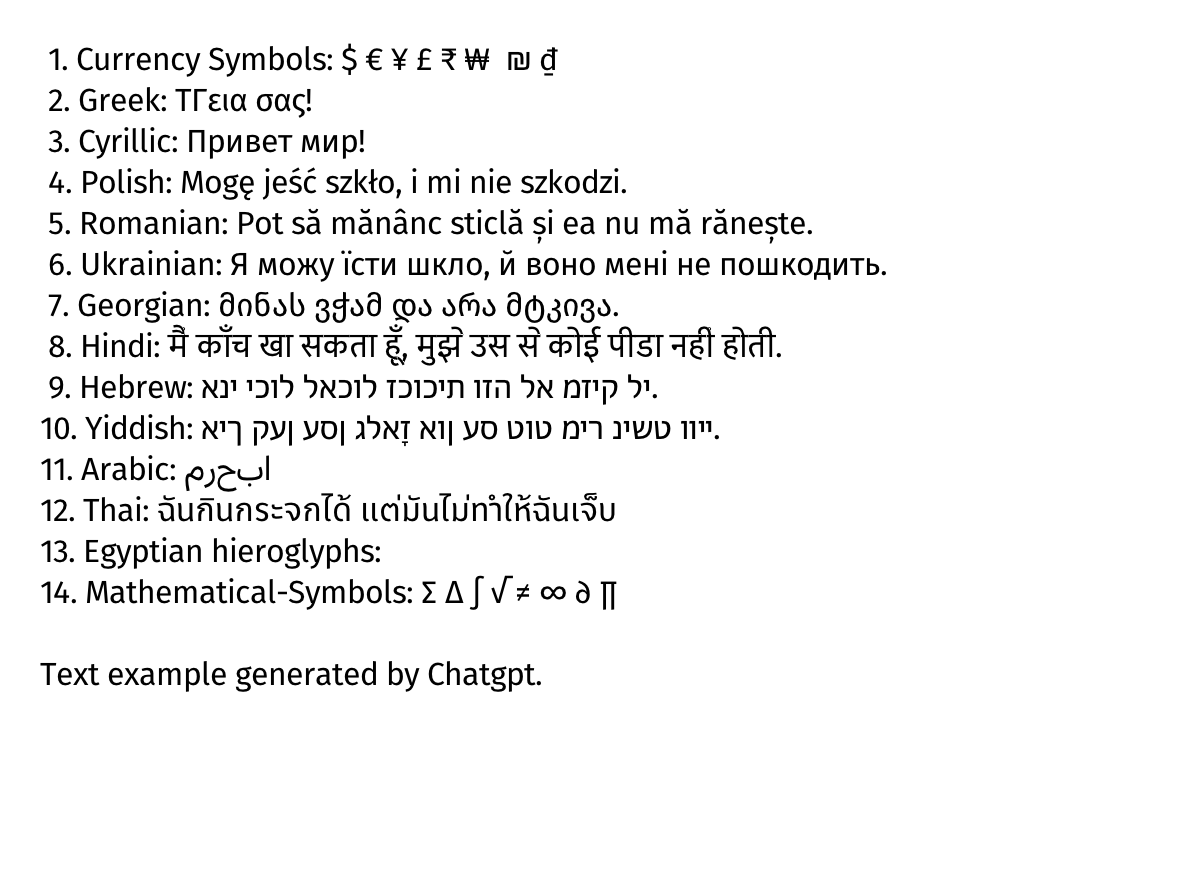 1. Currency Symbols: $ € ¥ £ ₹ ₩ ₪ ₫
2. Greek: ΤΓεια σας!
3. Cyrillic: Привет мир!
4. Polish: Mogę jeść szkło, i mi nie szkodzi.
5. Romanian: Pot să mănânc sticlă și ea nu mă rănește.
6. Ukrainian: Я можу їсти шкло, й воно мені не пошкодить.
7. Georgian: მინას ვჭამ და არა მტკივა.
8. Hindi: मैं काँच खा सकता हूँ, मुझे उस से कोई पीडा नहीं होती.
9. Hebrew: אני יכול לאכול זכוכית וזה לא מזיק לי.
10. Yiddish: איך קען עסן גלאָז און עס טוט מיר נישט וויי.
11. Arabic: مرحبا
12. Thai: ฉันกินกระจกได้ แต่มันไม่ทำให้ฉันเจ็บ
13. Egyptian hieroglyphs:
14. Mathematical-Symbols: Σ Δ ∫ √ ≠ ∞ ∂ ∏
Text example generated by Chatgpt.